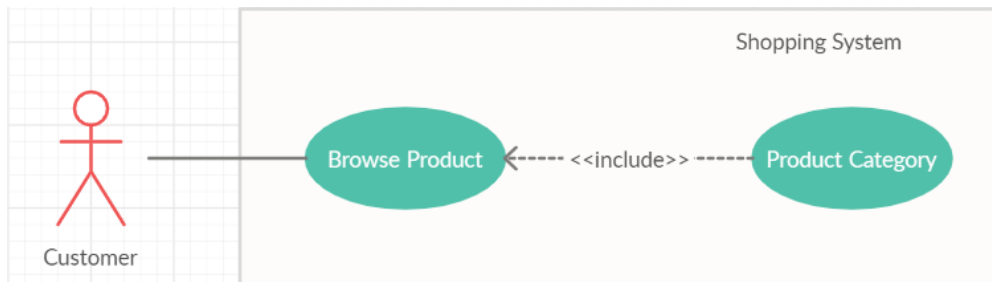 Shopping System
Browse Product
<<include>>
Product Category
Customer